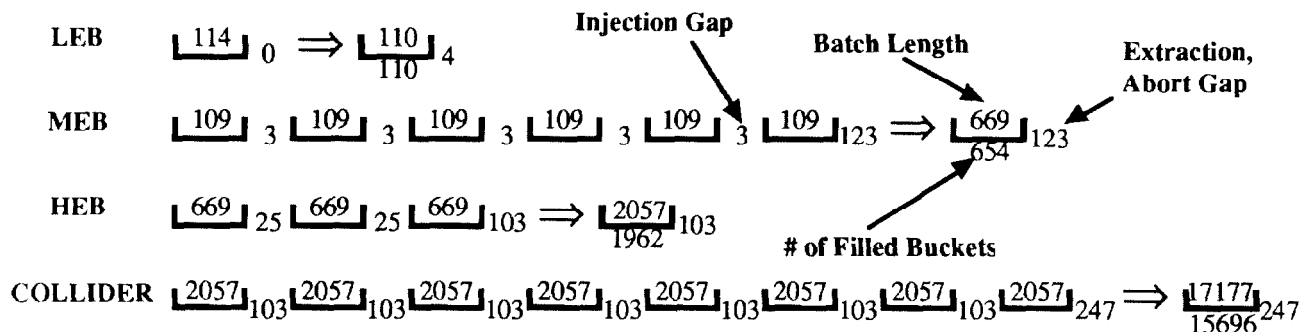 Injection Gap
Batch Length
Extraction,
Abort Gap
LEB 114 0 ⇒ 110 4
110
MEB 109 3 109 3 109 3 109 3 109 3 109 123 ⇒ 669 123
654
HEB 669 25 669 25 669 103 ⇒ 2057 103
1962
# of Filled Buckets
COLLIDER 2057 103 2057 103 2057 103 2057 103 2057 103 2057 103 2057 103 2057 247 ⇒ 17177 247
15696